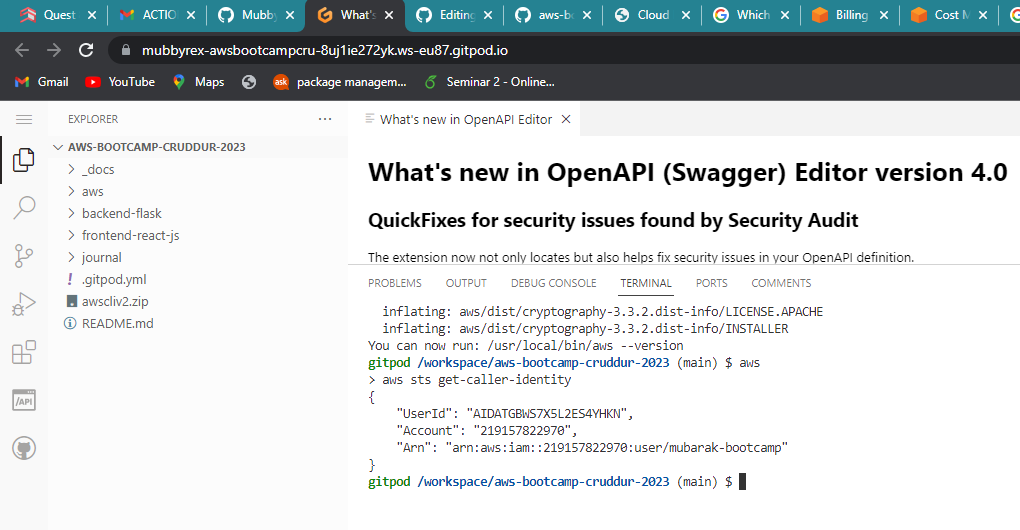 Quest
ACTIO
Mubby
What's
Editing
aws-bo
Cloud
Which
Billing
Cost M
mubbyrex-awsbootcampcru-8uj1ie272yk.ws-eu87.gitpod.io
Gmail
YouTube
Maps
ask
package managem...
Seminar 2 - Online...
EXPLORER
What's new in OpenAPI Editor
AWS-BOOTCAMP-CRUDDUR-2023
_docs
aws
backend-flask
frontend-react-js
journal
.gitpod.yml
awscliv2.zip
README.md
/API
What's new in OpenAPI (Swagger) Editor version 4.0
QuickFixes for security issues found by Security Audit
The extension now not only locates but also helps fix security issues in your OpenAPI definition.
PROBLEMS OUTPUT DEBUG CONSOLE TERMINAL PORTS COMMENTS
inflating: aws/dist/cryptography-3.3.2.dist-info/LICENSE.APACHE
inflating: aws/dist/cryptography-3.3.2.dist-info/INSTALLER
You can now run: /usr/local/bin/aws --version
gitpod /workspace/aws-bootcamp-cruddur-2023 (main) $ aws
> aws sts get-caller-identity
{
"UserId": "AIDATGBWS7X5L2ES4YHKN",
"Account": "219157822970",
"Arn": "arn:aws:iam::219157822970:user/mubarak-bootcamp"
}
gitpod /workspace/aws-bootcamp-cruddur-2023 (main) $